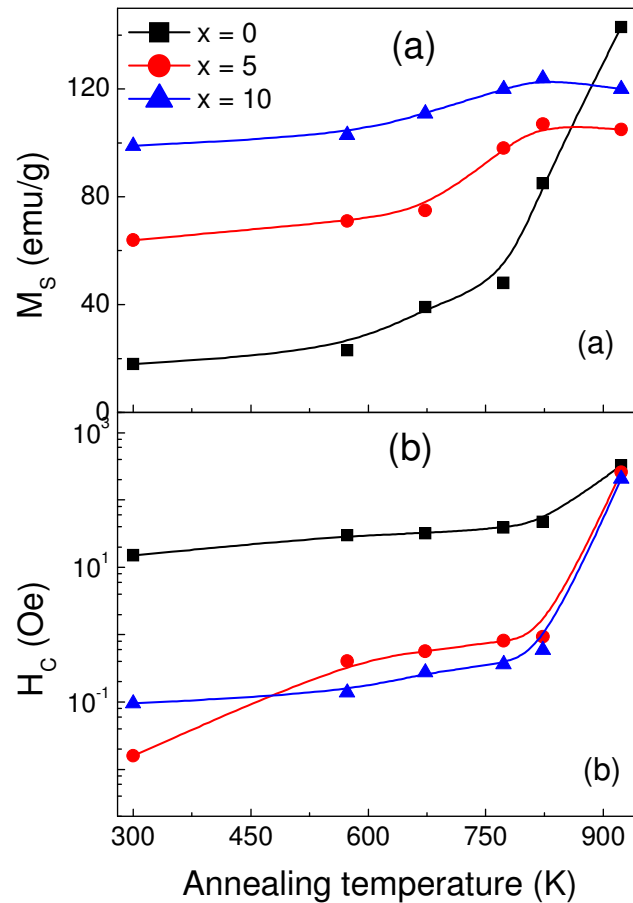 x = 0
x = 5
x = 10
(a)
120
80
40
0
M_S (emu/g)
(a)
(b)
10^3
10^1
10^-1
H_C (Oe)
(b)
300 450 600 750 900
Annealing temperature (K)